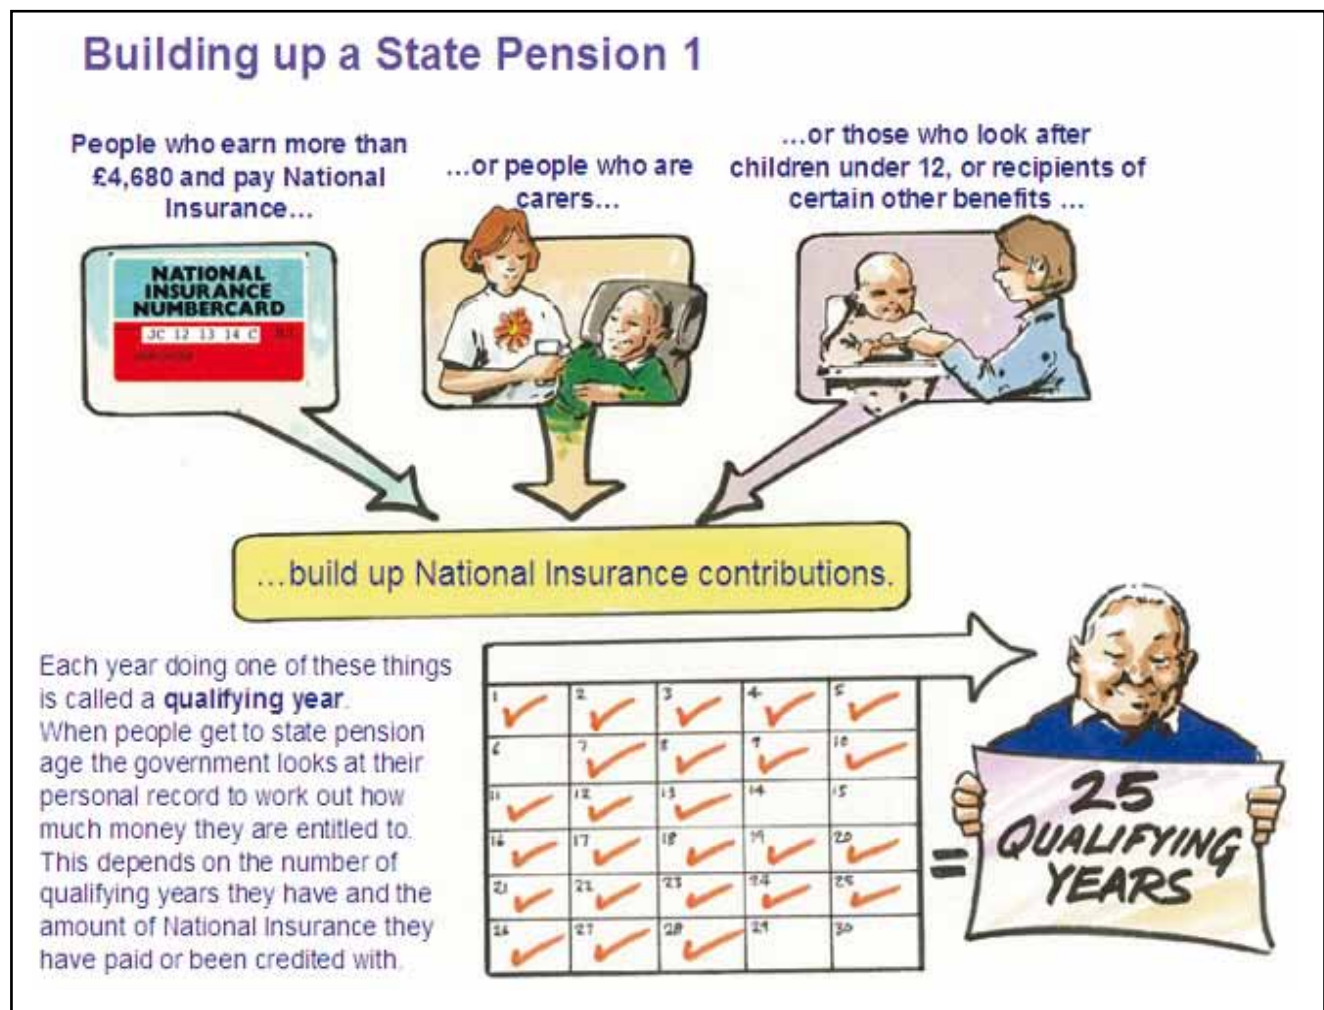 Building up a State Pension 1
People who earn more than
£4,680 and pay National
Insurance…
…or people who are
carers…
…or those who look after
children under 12, or recipients of
certain other benefits …
NATIONAL
INSURANCE
NUMBERCARD
JC 12 13 14 C
…build up National Insurance contributions.
Each year doing one of these things
is called a qualifying year.
When people get to state pension
age the government looks at their
personal record to work out how
much money they are entitled to.
This depends on the number of
qualifying years they have and the
amount of National Insurance they
have paid or been credited with.
1 2 3 4 5
6 7 8 9 10
11 12 13 14 15
16 17 18 19 20
21 22 23 24 25
26 27 28 29 30
=
25
QUALIFYING
YEARS